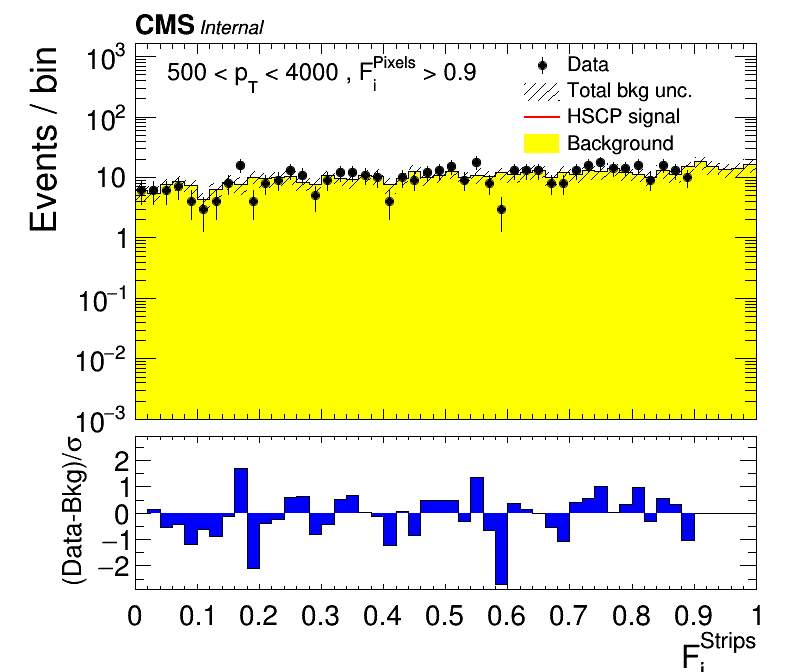 CMS Internal
500 < p_T < 4000 , F_i^Pixels > 0.9
Data
Total bkg unc.
HSCP signal
Background
Events / bin
10^3
10^2
10
1
10^−1
10^−2
10^−3
(Data-Bkg)/σ
2
1
0
−1
−2
0 0.1 0.2 0.3 0.4 0.5 0.6 0.7 0.8 0.9 1
F_i^Strips